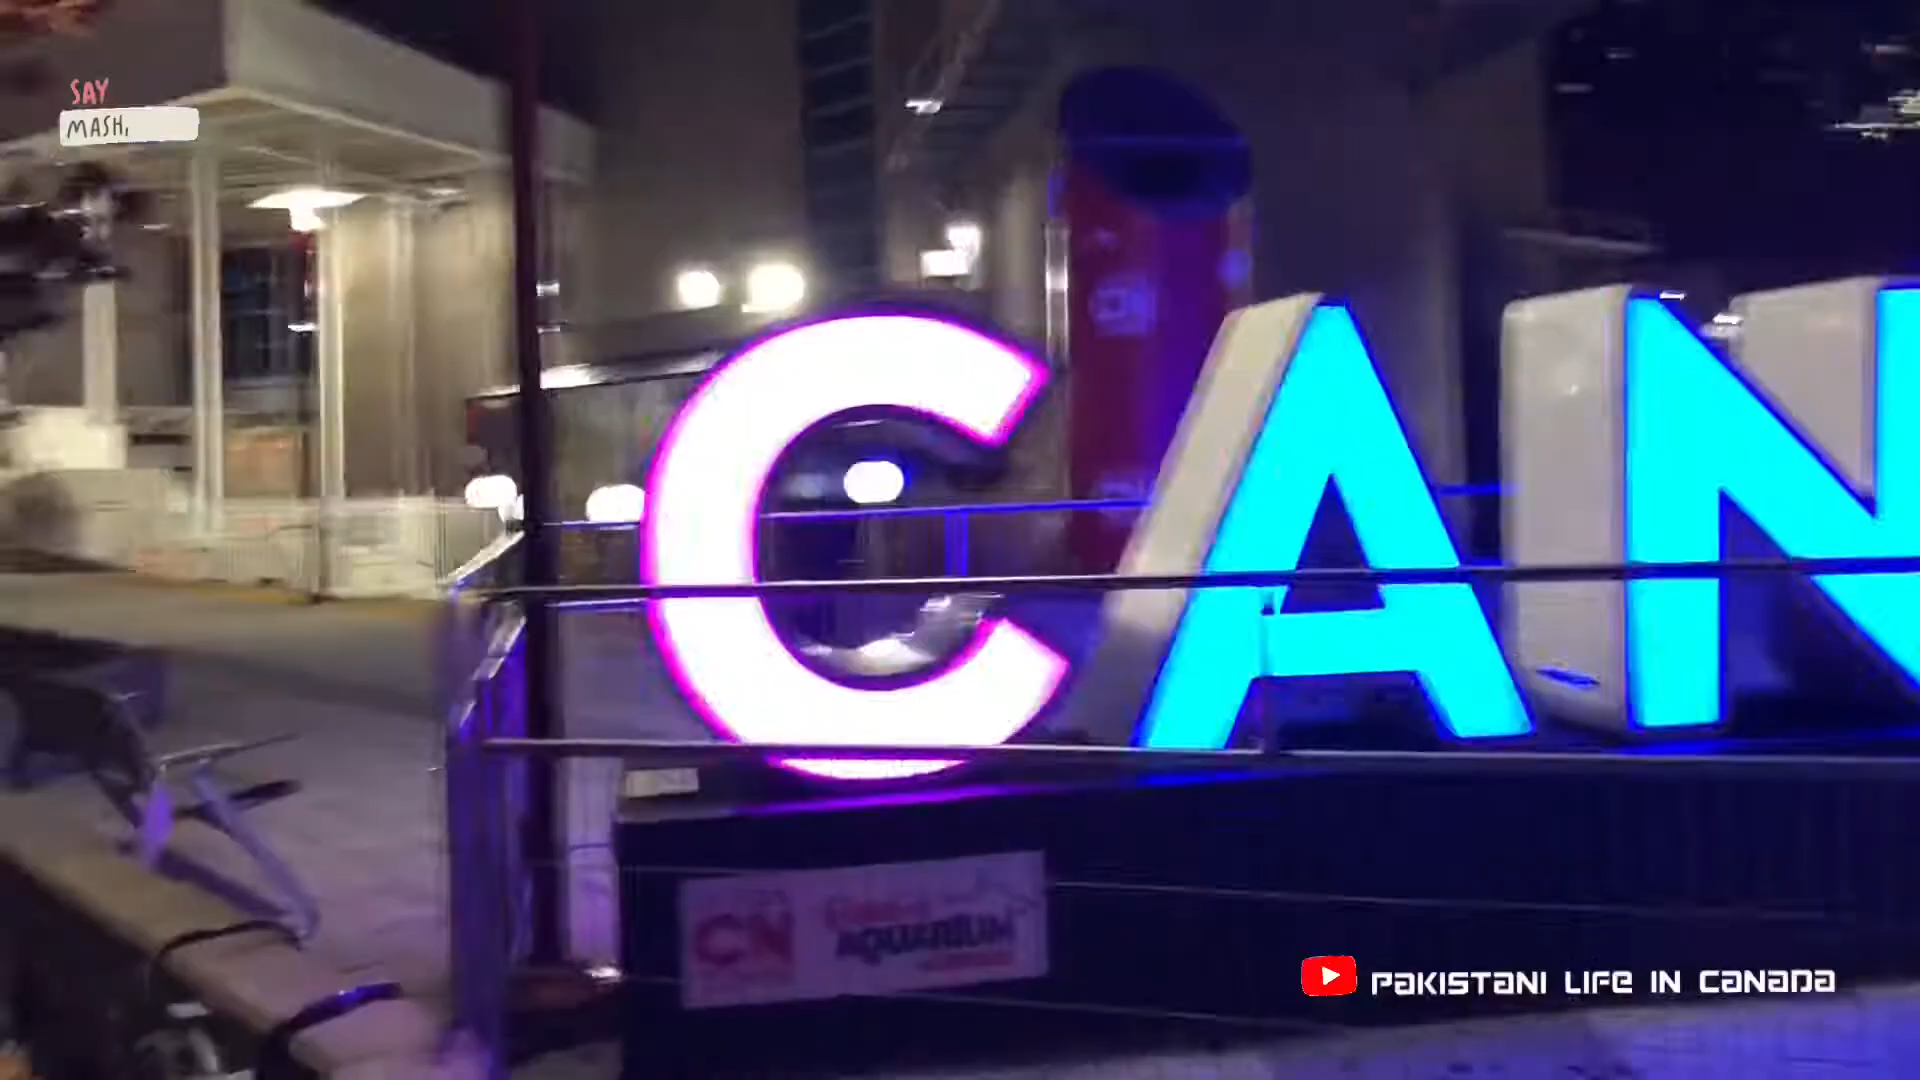 SAY
MASH,
CAN
CN
AQUARIUM
PAKISTANI LIFE IN CANADA